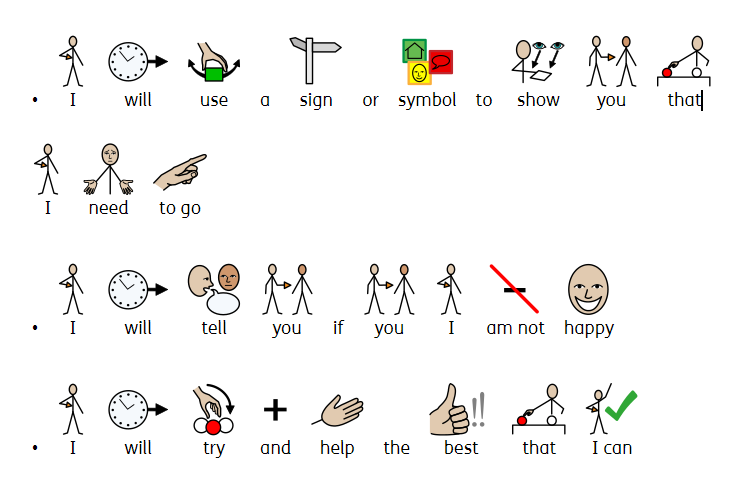 • I will use a sign or symbol to show you that
I need to go
• I will tell you if you I am not happy
• I will try and help the best that I can